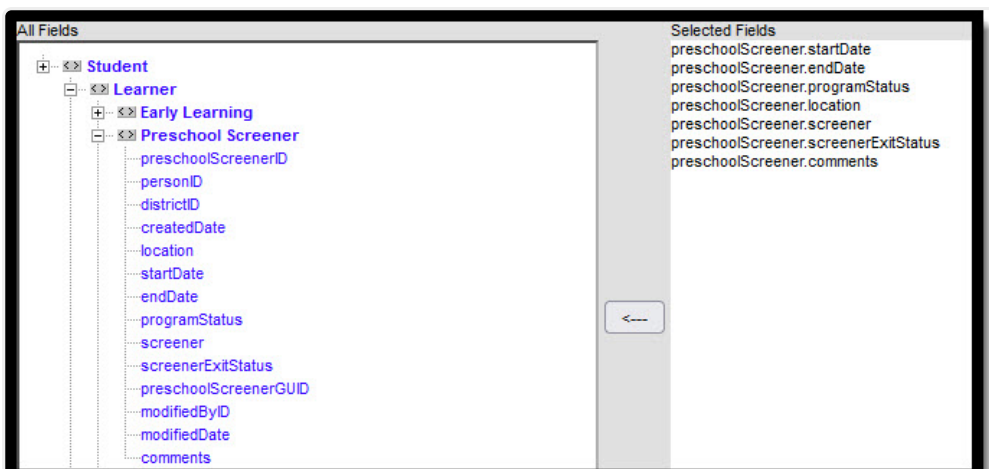 All Fields
Student
Learner
Early Learning
Preschool Screener
preschoolScreenerID
personID
districtID
createdDate
location
startDate
endDate
programStatus
screener
screenerExitStatus
preschoolScreenerGUID
modifiedByID
modifiedDate
comments
<---
Selected Fields
preschoolScreener.startDate
preschoolScreener.endDate
preschoolScreener.programStatus
preschoolScreener.location
preschoolScreener.screener
preschoolScreener.screenerExitStatus
preschoolScreener.comments